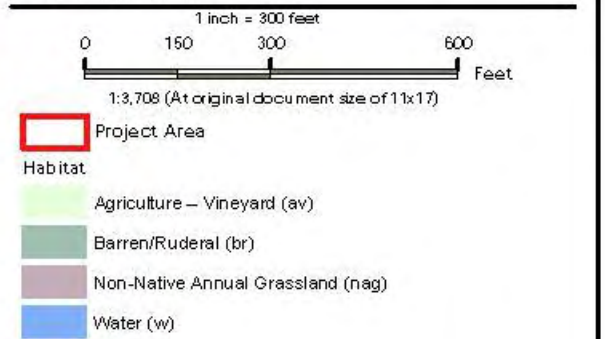 1 inch = 300 feet
0 150 300 600
Feet
1:3,708 (At original document size of 11x17)
Project Area
Habitat
Agriculture – Vineyard (av)
Barren/Ruderal (br)
Non-Native Annual Grassland (nag)
Water (w)